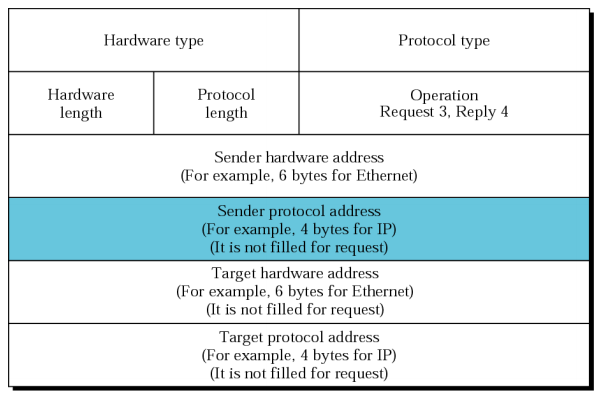 Hardware type
Protocol type
Hardware
length
Protocol
length
Operation
Request 3, Reply 4
Sender hardware address
(For example, 6 bytes for Ethernet)
Sender protocol address
(For example, 4 bytes for IP)
(It is not filled for request)
Target hardware address
(For example, 6 bytes for Ethernet)
(It is not filled for request)
Target protocol address
(For example, 4 bytes for IP)
(It is not filled for request)